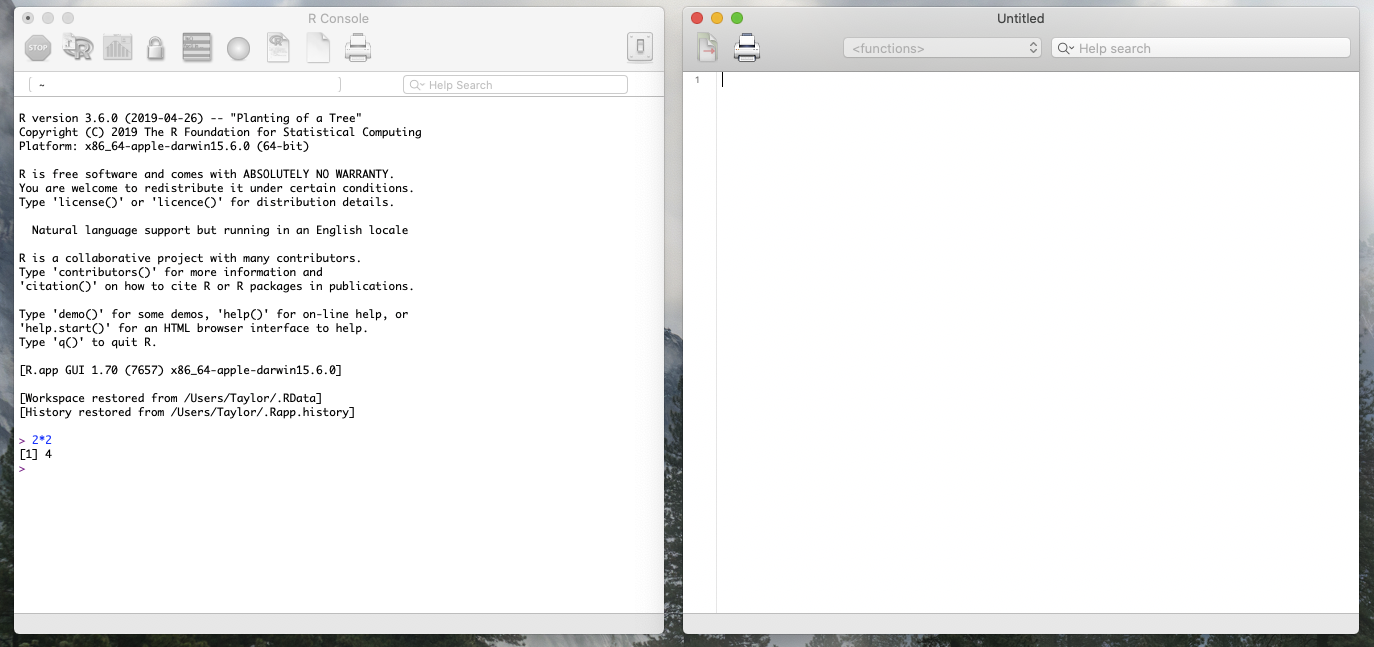 R Console
STOP
R
~
Help Search
R version 3.6.0 (2019-04-26) -- "Planting of a Tree"
Copyright (C) 2019 The R Foundation for Statistical Computing
Platform: x86_64-apple-darwin15.6.0 (64-bit)
R is free software and comes with ABSOLUTELY NO WARRANTY.
You are welcome to redistribute it under certain conditions.
Type 'license()' or 'licence()' for distribution details.
Natural language support but running in an English locale
R is a collaborative project with many contributors.
Type 'contributors()' for more information and
'citation()' on how to cite R or R packages in publications.
Type 'demo()' for some demos, 'help()' for on-line help, or
'help.start()' for an HTML browser interface to help.
Type 'q()' to quit R.
[R.app GUI 1.70 (7657) x86_64-apple-darwin15.6.0]
[Workspace restored from /Users/Taylor/.RData]
[History restored from /Users/Taylor/.Rapp.history]
> 2*2
[1] 4
>
Untitled
<functions>
Help search
1